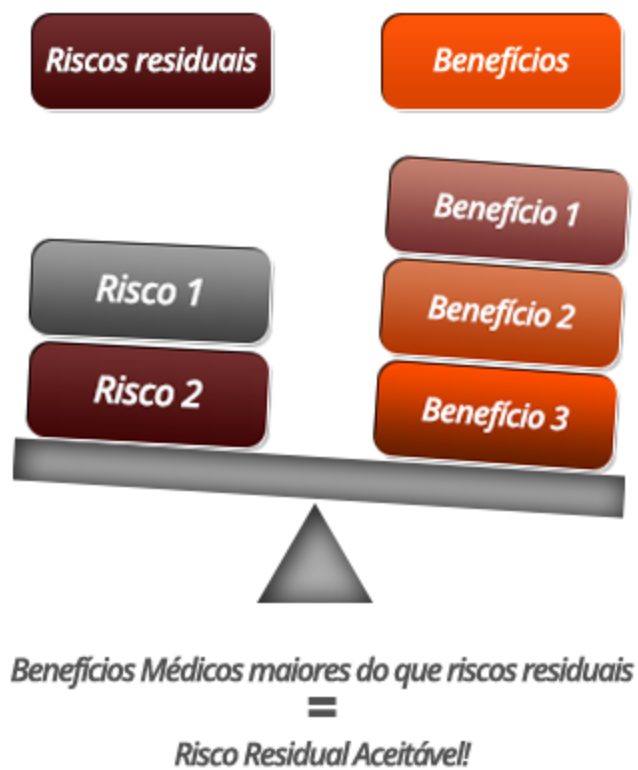 Riscos residuais
Benefícios
Benefício 1
Risco 1
Benefício 2
Risco 2
Benefício 3
Benefícios Médicos maiores do que riscos residuais
=
Risco Residual Aceitável!